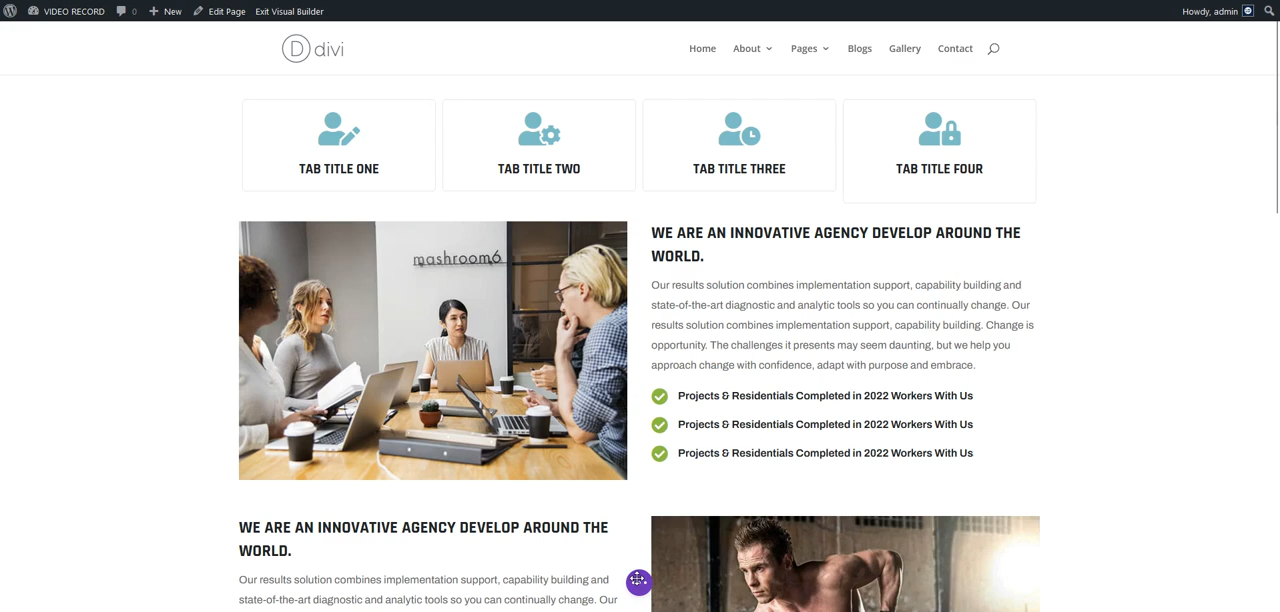 VIDEO RECORD 0 New Edit Page Exit Visual Builder Howdy, admin
D divi Home About Pages Blogs Gallery Contact
TAB TITLE ONE TAB TITLE TWO TAB TITLE THREE TAB TITLE FOUR
mashroom6
WE ARE AN INNOVATIVE AGENCY DEVELOP AROUND THE
WORLD.
Our results solution combines implementation support, capability building and
state-of-the-art diagnostic and analytic tools so you can continually change. Our
results solution combines implementation support, capability building. Change is
opportunity. The challenges it presents may seem daunting, but we help you
approach change with confidence, adapt with purpose and embrace.
Projects & Residentials Completed in 2022 Workers With Us
Projects & Residentials Completed in 2022 Workers With Us
Projects & Residentials Completed in 2022 Workers With Us
WE ARE AN INNOVATIVE AGENCY DEVELOP AROUND THE
WORLD.
Our results solution combines implementation support, capability building and
state-of-the-art diagnostic and analytic tools so you can continually change. Our